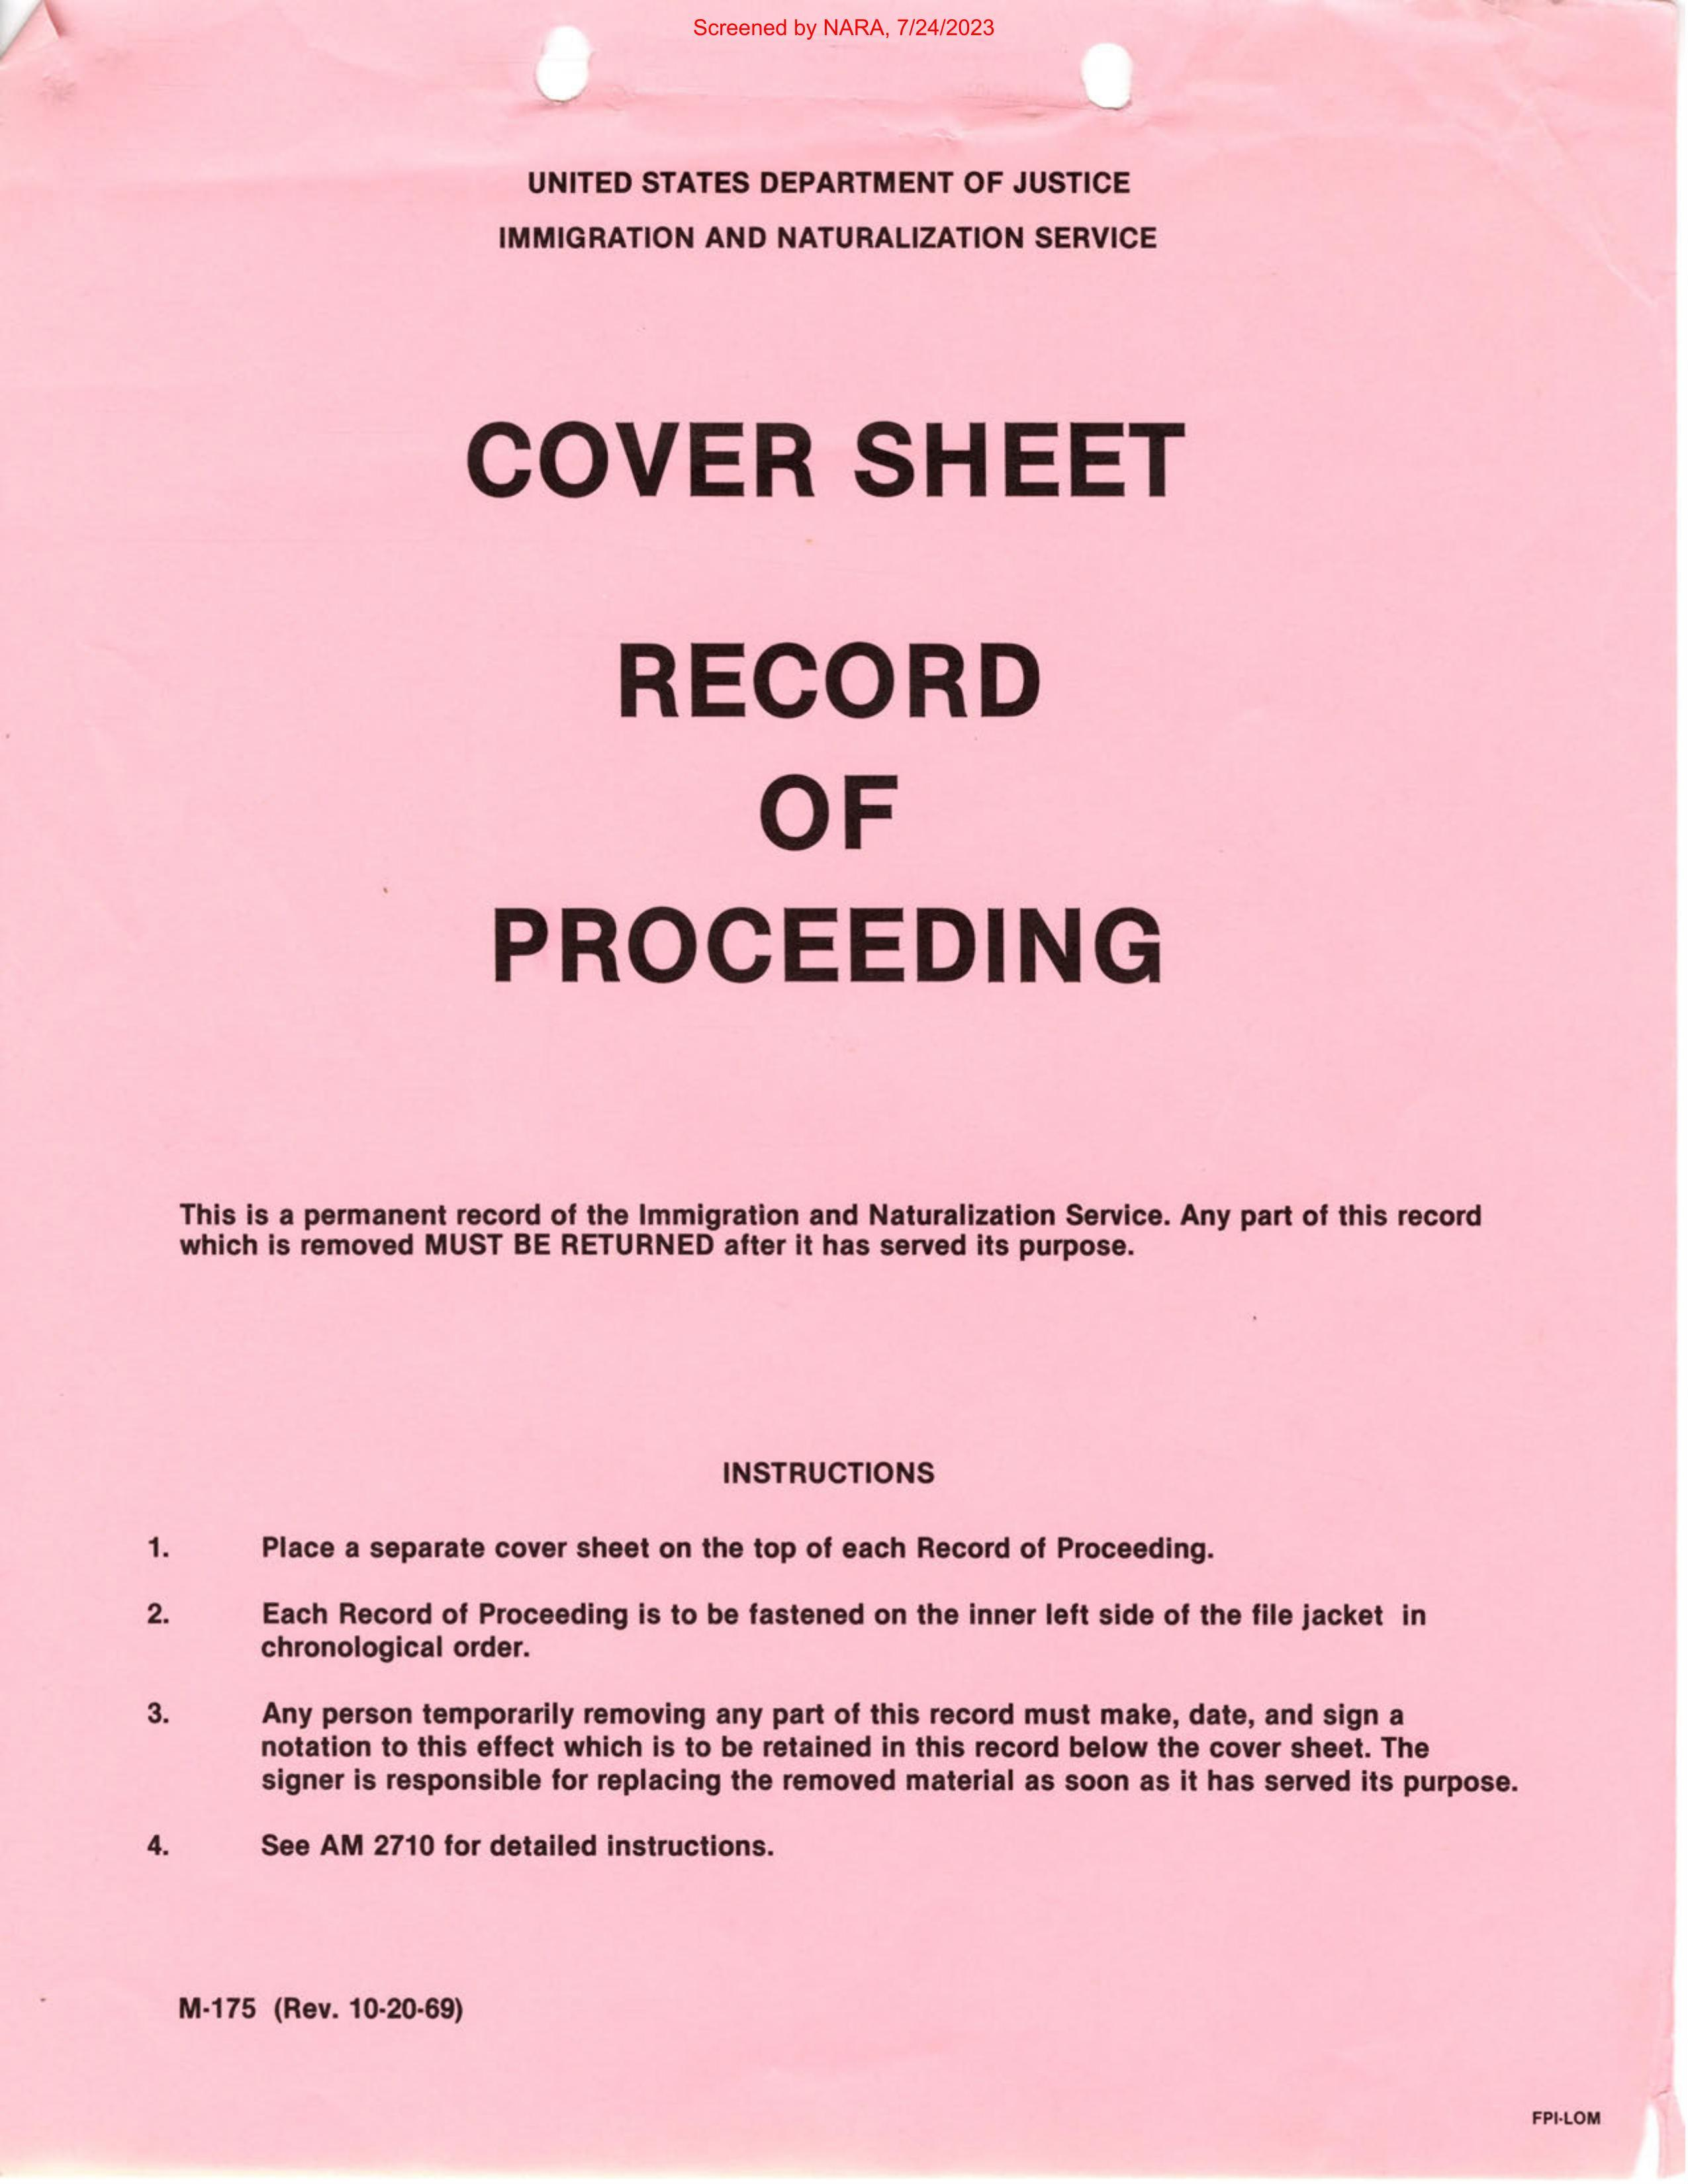 Screened by NARA, 7/24/2023
UNITED STATES DEPARTMENT OF JUSTICE
IMMIGRATION AND NATURALIZATION SERVICE
COVER SHEET
RECORD
OF
PROCEEDING
This is a permanent record of the Immigration and Naturalization Service. Any part of this record
which is removed MUST BE RETURNED after it has served its purpose.
INSTRUCTIONS
1. Place a separate cover sheet on the top of each Record of Proceeding.
2. Each Record of Proceeding is to be fastened on the inner left side of the file jacket in
chronological order.
3. Any person temporarily removing any part of this record must make, date, and sign a
notation to this effect which is to be retained in this record below the cover sheet. The
signer is responsible for replacing the removed material as soon as it has served its purpose.
4. See AM 2710 for detailed instructions.
M-175 (Rev. 10-20-69)
FPI-LOM